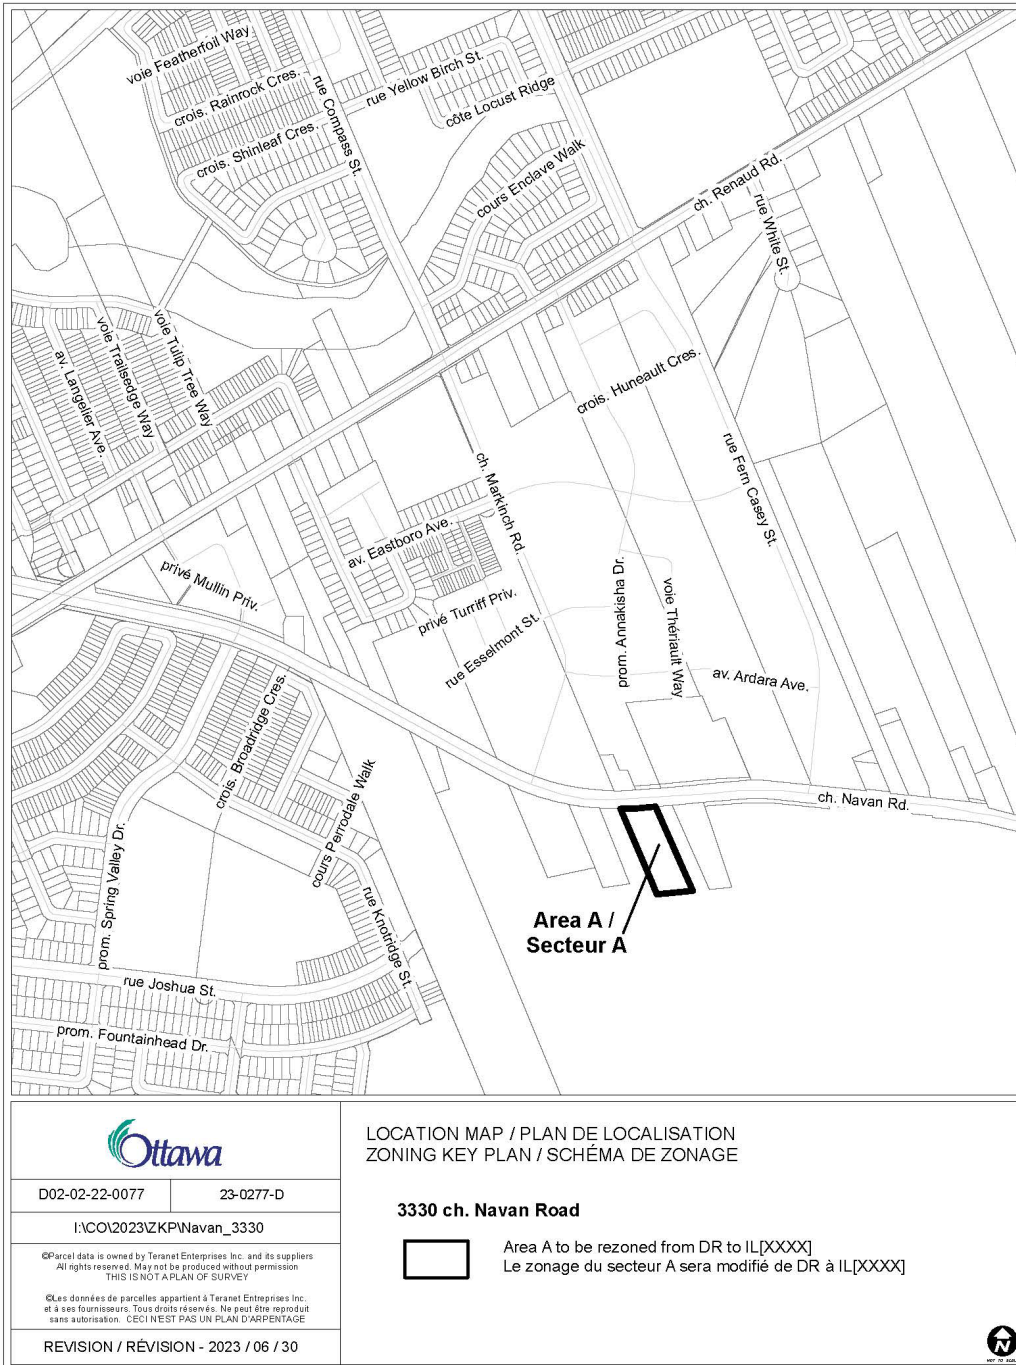 voie Featherfoil Way
crois. Rainrock Cres.
crois. Shinleaf Cres.
rue Compass St.
rue Yellow Birch St.
côte Locust Ridge
cours Enclave Walk
ch. Renaud Rd.
rue White St.
voie Tulip Tree Way
voie Trailsedge Way
av. Langelier Ave.
crois. Huneault Cres.
ch. Markinch Rd.
rue Fern Casey St.
av. Eastboro Ave.
privé Mullin Priv.
privé Turriff Priv.
rue Esselmont St.
prom. Annakisha Dr.
voie Thériault Way
av. Ardara Ave.
crois. Broadridge Cres.
cours Perrodale Walk
ch. Navan Rd.
prom. Spring Valley Dr.
rue Knotridge St.
Area A /
Secteur A
rue Joshua St.
prom. Fountainhead Dr.
Ottawa
D02-02-22-0077
23-0277-D
I:\CO\2023\ZKP\Navan_3330
©Parcel data is owned by Teranet Enterprises Inc. and its suppliers
All rights reserved. May not be produced without permission
THIS IS NOT A PLAN OF SURVEY
©Les données de parcelles appartient à Teranet Entreprises Inc.
et à ses fournisseurs. Tous droits réservés. Ne peut être reproduit
sans autorisation. CECI N'EST PAS UN PLAN D'ARPENTAGE
REVISION / RÉVISION - 2023 / 06 / 30
LOCATION MAP / PLAN DE LOCALISATION
ZONING KEY PLAN / SCHÉMA DE ZONAGE
3330 ch. Navan Road
Area A to be rezoned from DR to IL[XXXX]
Le zonage du secteur A sera modifié de DR à IL[XXXX]
N
NOT TO SCALE